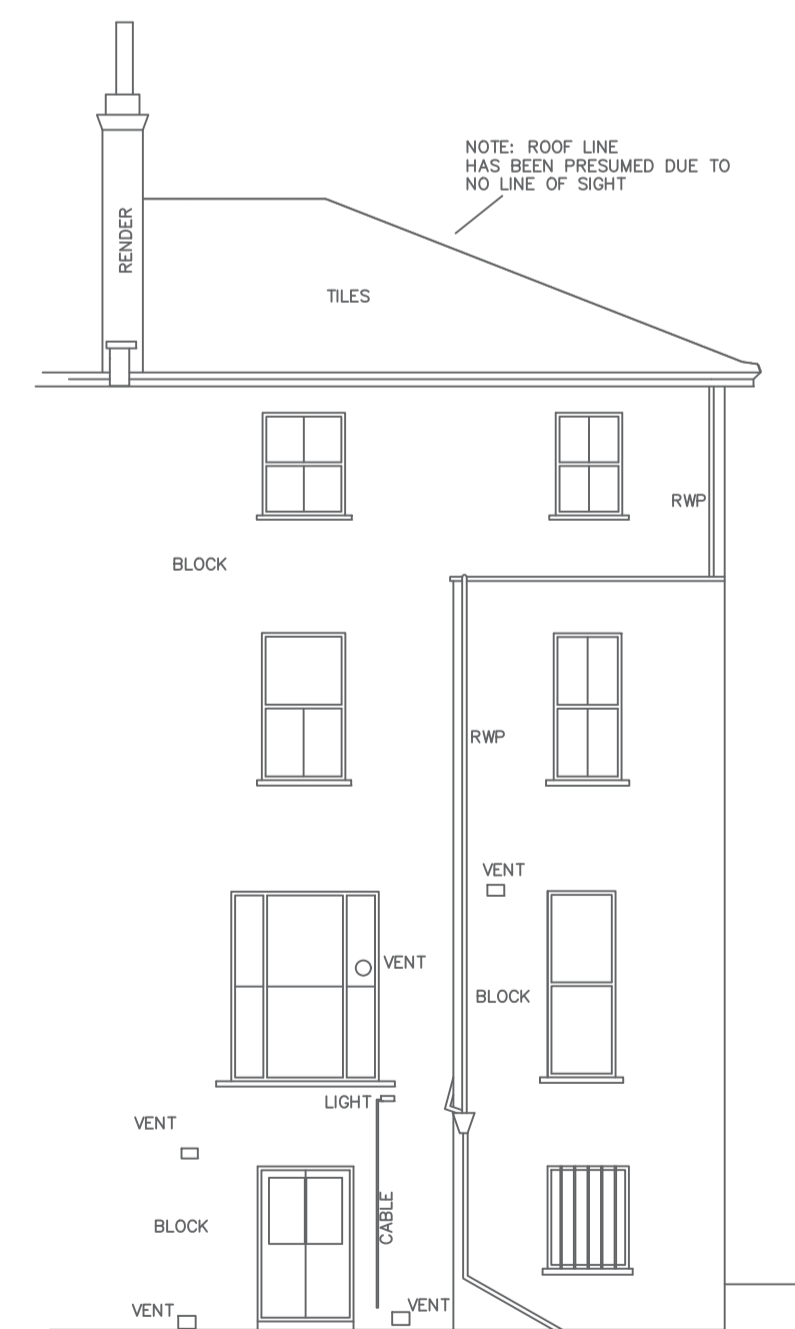 NOTE: ROOF LINE
HAS BEEN PRESUMED DUE TO
NO LINE OF SIGHT
RENDER
TILES
RWP
BLOCK
RWP
VENT
VENT
BLOCK
LIGHT
VENT
CABLE
BLOCK
VENT
VENT